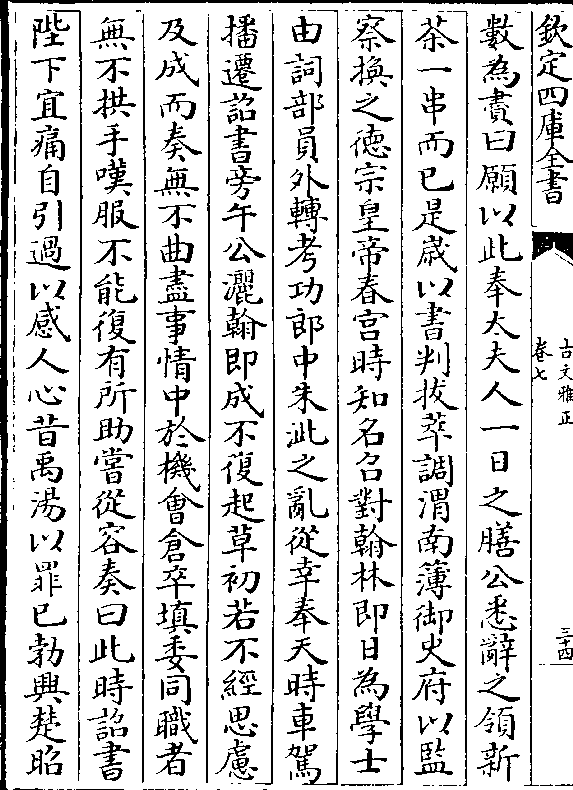 欽定四庫全書
古文雅正
卷七
三十四
數為賮曰願以此奉太夫人一日之膳公悉辭之領新
茶一串而已是嵗以書判拔萃調渭南簿御史府以監
察換之徳宗皇帝春宫時知名召對翰林即日為學士
由詞部員外轉考功郎中朱泚之亂從幸奉天時車駕
播遷詔書旁午公灑翰即成不復起草初若不經思慮
及成而奏無不曲盡事情中於機會倉卒填委同職者
無不拱手嘆服不能復有所助嘗從容奏曰此時詔書
陛下宜痛自引過以感人心昔禹湯以罪已勃興楚昭